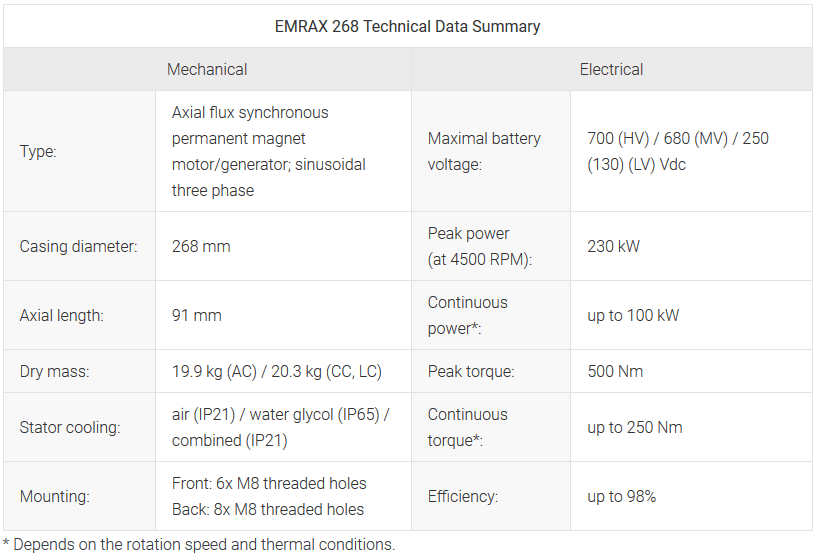 EMRAX 268 Technical Data Summary
Mechanical
Electrical
Type:
Axial flux synchronous
permanent magnet
motor/generator; sinusoidal
three phase
Maximal battery
voltage:
700 (HV) / 680 (MV) / 250
(130) (LV) Vdc
Casing diameter:
268 mm
Peak power
(at 4500 RPM):
230 kW
Axial length:
91 mm
Continuous
power*:
up to 100 kW
Dry mass:
19.9 kg (AC) / 20.3 kg (CC, LC)
Peak torque:
500 Nm
Stator cooling:
air (IP21) / water glycol (IP65) /
combined (IP21)
Continuous
torque*:
up to 250 Nm
Mounting:
Front: 6x M8 threaded holes
Back: 8x M8 threaded holes
Efficiency:
up to 98%
* Depends on the rotation speed and thermal conditions.